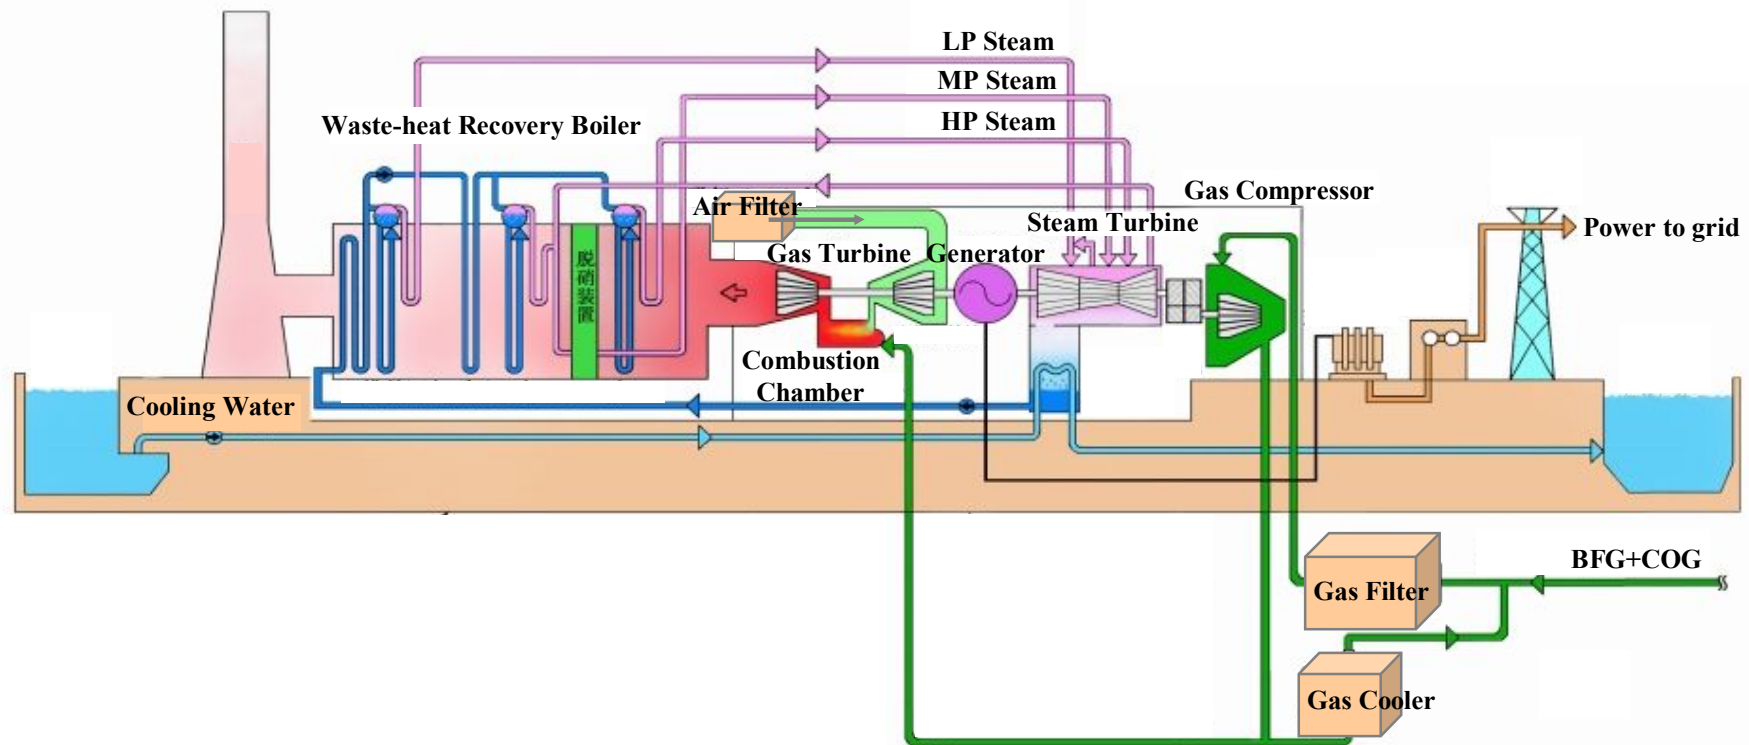 LP Steam
MP Steam
HP Steam
Waste-heat Recovery Boiler
Air Filter
Gas Compressor
Steam Turbine
Power to grid
Gas Turbine
Generator
脱硝装置
Combustion
Chamber
Cooling Water
BFG+COG
Gas Filter
Gas Cooler